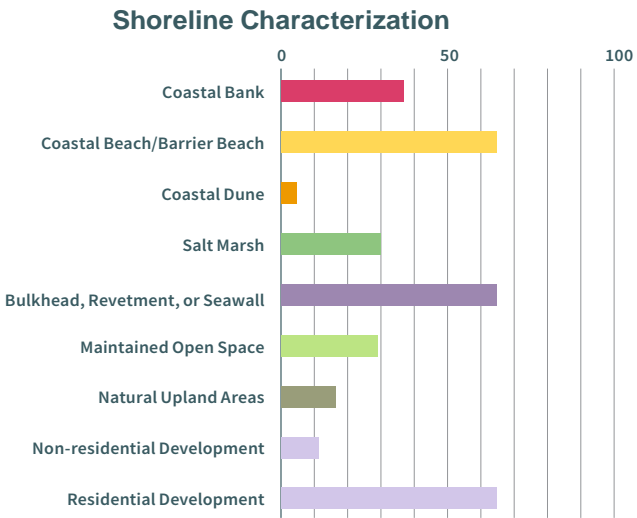 Shoreline Characterization
0 50 100
Coastal Bank
Coastal Beach/Barrier Beach
Coastal Dune
Salt Marsh
Bulkhead, Revetment, or Seawall
Maintained Open Space
Natural Upland Areas
Non-residential Development
Residential Development